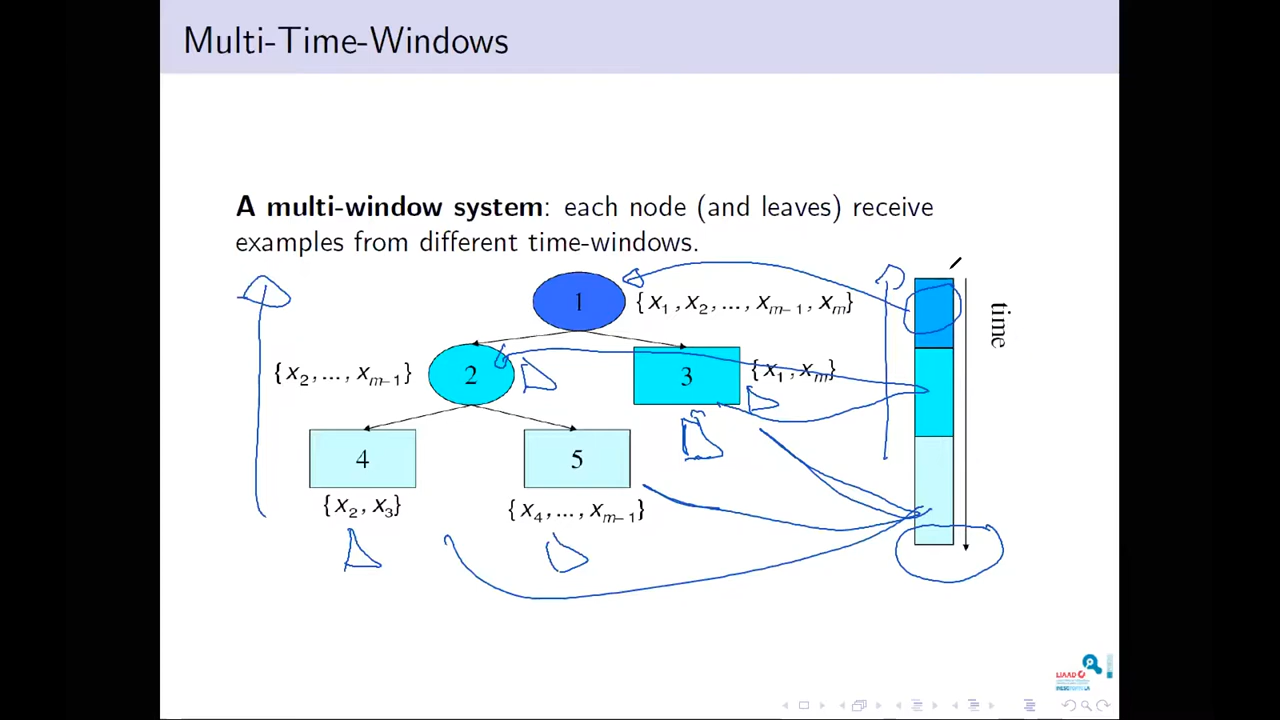 Multi-Time-Windows
A multi-window system: each node (and leaves) receive
examples from different time-windows.
1
{x₁, x₂, ..., xₘ₋₁, xₘ}
time
{x₂, ..., xₘ₋₁}
2
3
{x₁, xₘ}
4
5
{x₂, x₃}
{x₄, ..., xₘ₋₁}
LIAAD